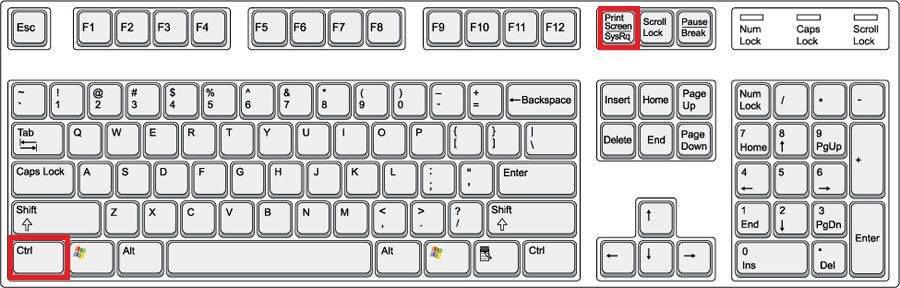 Esc F1 F2 F3 F4 F5 F6 F7 F8 F9 F10 F11 F12 Print Screen SysRq Scroll Lock Pause Break Num Lock Caps Lock Scroll Lock
~ ` ! 1 @ 2 # 3 $ 4 % 5 ^ 6 & 7 * 8 ( 9 ) 0 – - + = ←Backspace Insert Home Page Up Num Lock / * -
Tab Q W E R T Y U I O P { [ } ] | \ Delete End Page Down 7 Home 8 ↑ 9 PgUp +
Caps Lock A S D F G H J K L : ; " , Enter 4 ← 5 6 →
Shift Z X C V B N M < , > . ? / Shift ↑ 1 End 2 ↓ 3 PgDn Enter
Ctrl Alt Alt Ctrl ← ↓ → 0 Ins . Del